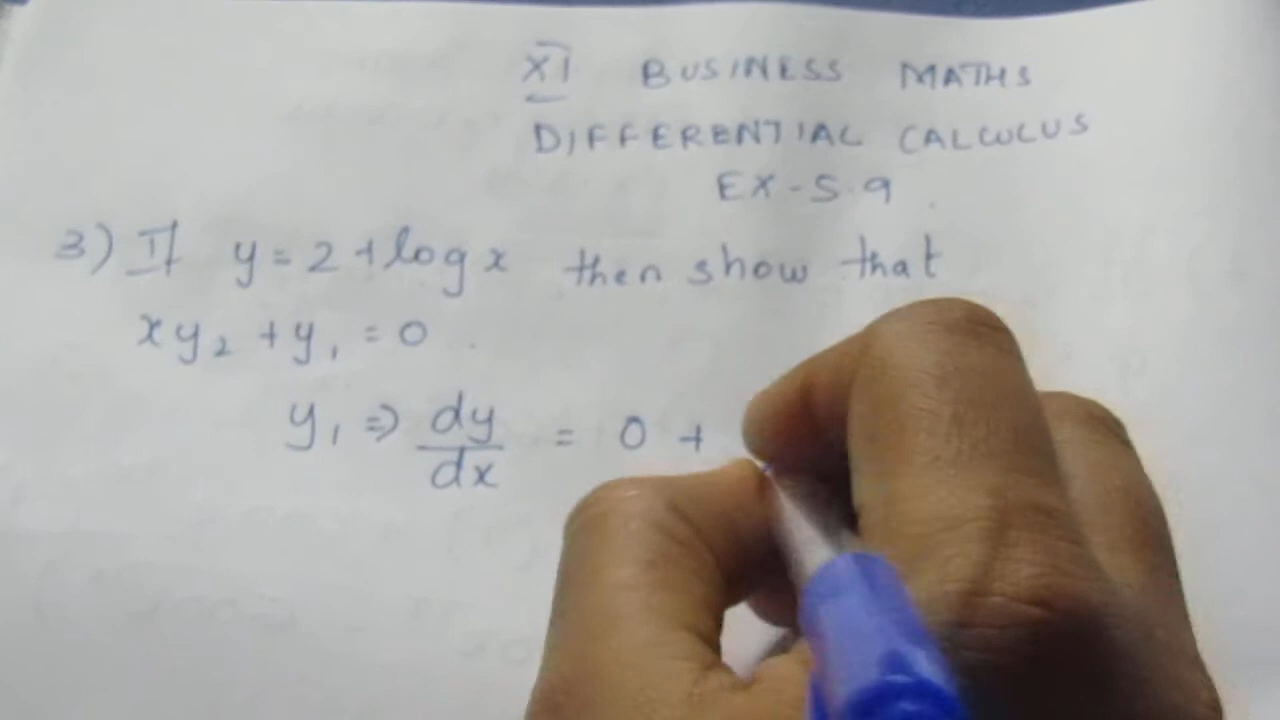 XI BUSINESS MATHS
DIFFERENTIAL CALCULUS
EX-5.9
3) If y = 2 + log x then show that
xy₂ + y₁ = 0.
y₁ ⇒ dy/dx = 0 +